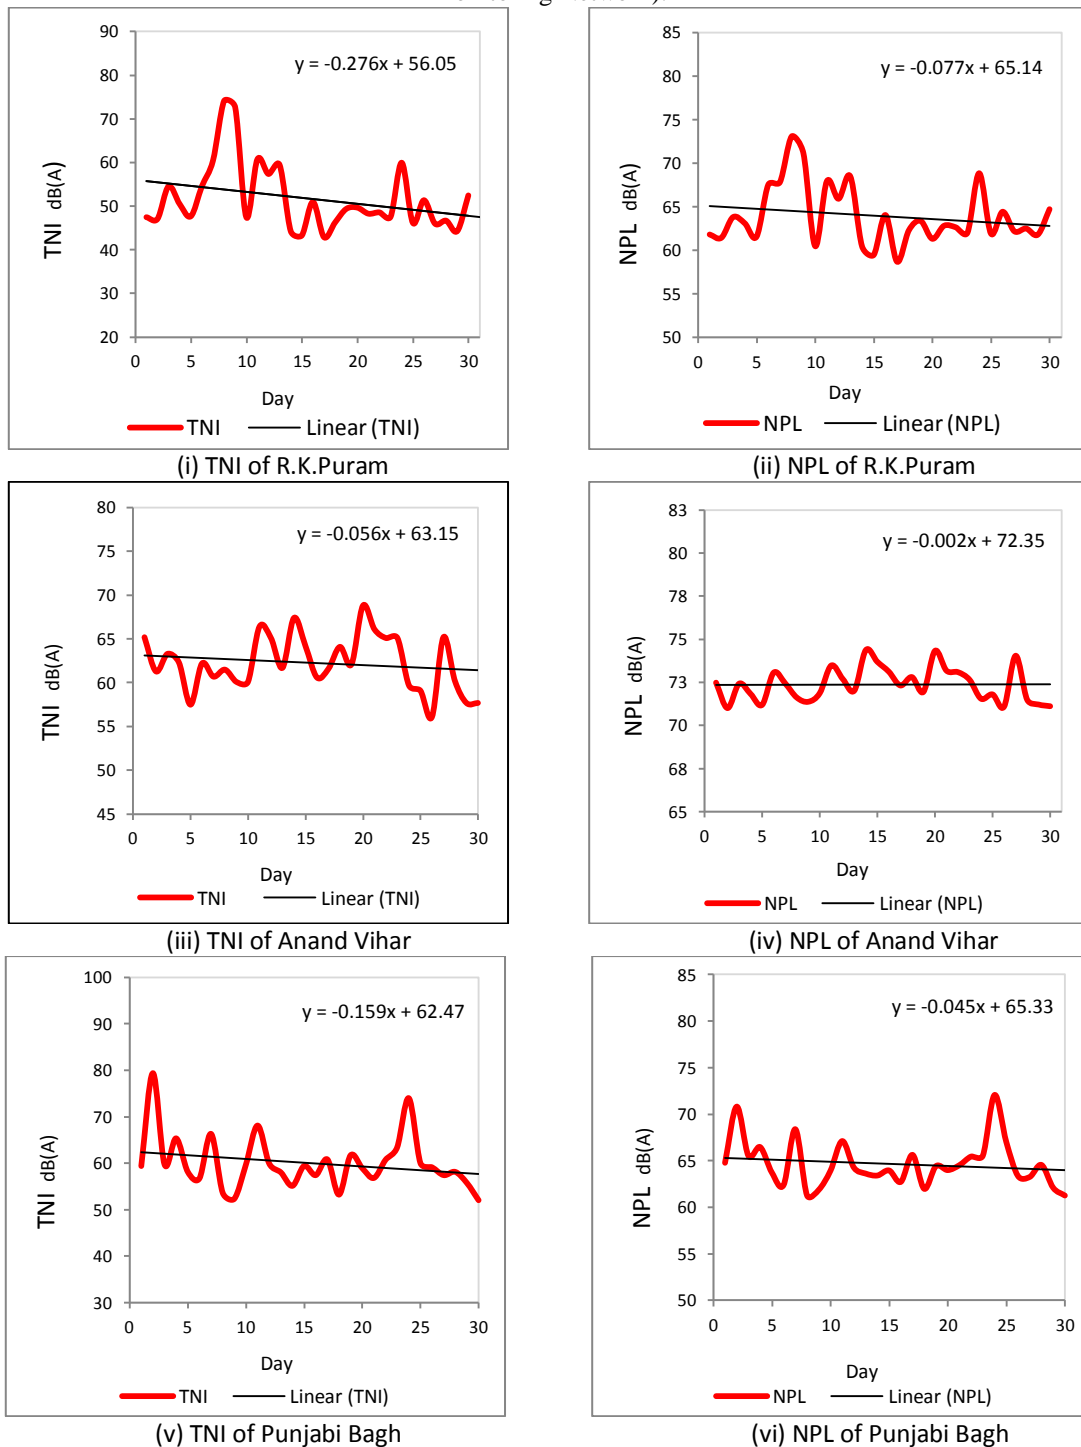 90
80
70
60
50
40
30
20
TNI dB(A)
y = -0.276x + 56.05
0 5 10 15 20 25 30
Day
TNI Linear (TNI)
(i) TNI of R.K.Puram
85
80
75
70
65
60
55
50
NPL dB(A)
y = -0.077x + 65.14
0 5 10 15 20 25 30
Day
NPL Linear (NPL)
(ii) NPL of R.K.Puram
80
75
70
65
60
55
50
45
TNI dB(A)
y = -0.056x + 63.15
0 5 10 15 20 25 30
Day
TNI Linear (TNI)
(iii) TNI of Anand Vihar
83
80
78
75
73
70
68
65
NPL dB(A)
y = -0.002x + 72.35
0 5 10 15 20 25 30
Day
NPL Linear (NPL)
(iv) NPL of Anand Vihar
100
90
80
70
60
50
40
30
TNI dB(A)
y = -0.159x + 62.47
0 5 10 15 20 25 30
Day
TNI Linear (TNI)
(v) TNI of Punjabi Bagh
85
80
75
70
65
60
55
50
NPL dB(A)
y = -0.045x + 65.33
0 5 10 15 20 25 30
Day
NPL Linear (NPL)
(vi) NPL of Punjabi Bagh